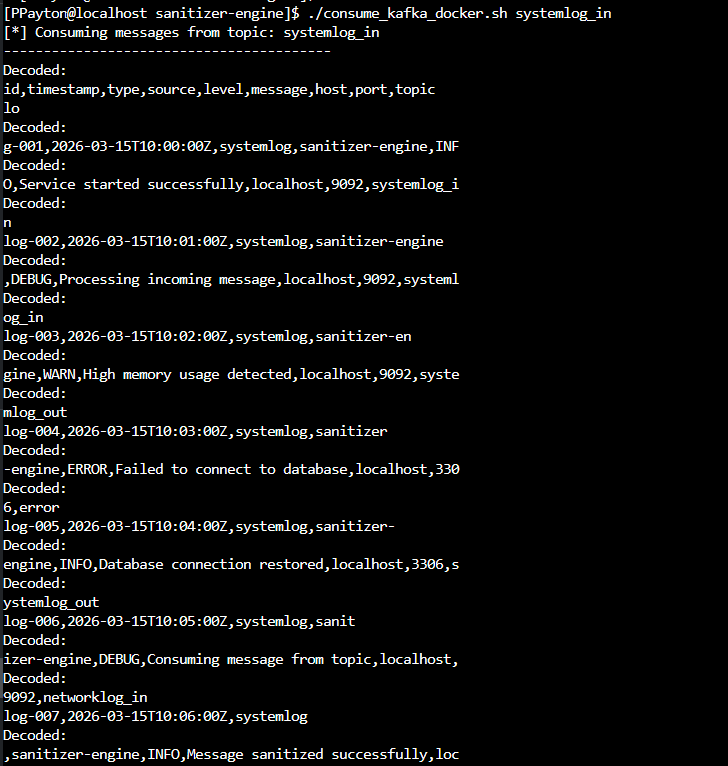 [PPayton@localhost sanitizer-engine]$ ./consume_kafka_docker.sh systemlog_in
[*] Consuming messages from topic: systemlog_in
----------------------------------------
Decoded:
id,timestamp,type,source,level,message,host,port,topic
lo
Decoded:
g-001,2026-03-15T10:00:00Z,systemlog,sanitizer-engine,INF
Decoded:
O,Service started successfully,localhost,9092,systemlog_i
Decoded:
n
log-002,2026-03-15T10:01:00Z,systemlog,sanitizer-engine
Decoded:
,DEBUG,Processing incoming message,localhost,9092,systeml
Decoded:
og_in
log-003,2026-03-15T10:02:00Z,systemlog,sanitizer-en
Decoded:
gine,WARN,High memory usage detected,localhost,9092,syste
Decoded:
mlog_out
log-004,2026-03-15T10:03:00Z,systemlog,sanitizer
Decoded:
-engine,ERROR,Failed to connect to database,localhost,330
Decoded:
6,error
log-005,2026-03-15T10:04:00Z,systemlog,sanitizer-
Decoded:
engine,INFO,Database connection restored,localhost,3306,s
Decoded:
ystemlog_out
log-006,2026-03-15T10:05:00Z,systemlog,sanit
Decoded:
izer-engine,DEBUG,Consuming message from topic,localhost,
Decoded:
9092,networklog_in
log-007,2026-03-15T10:06:00Z,systemlog
Decoded:
,sanitizer-engine,INFO,Message sanitized successfully,loc